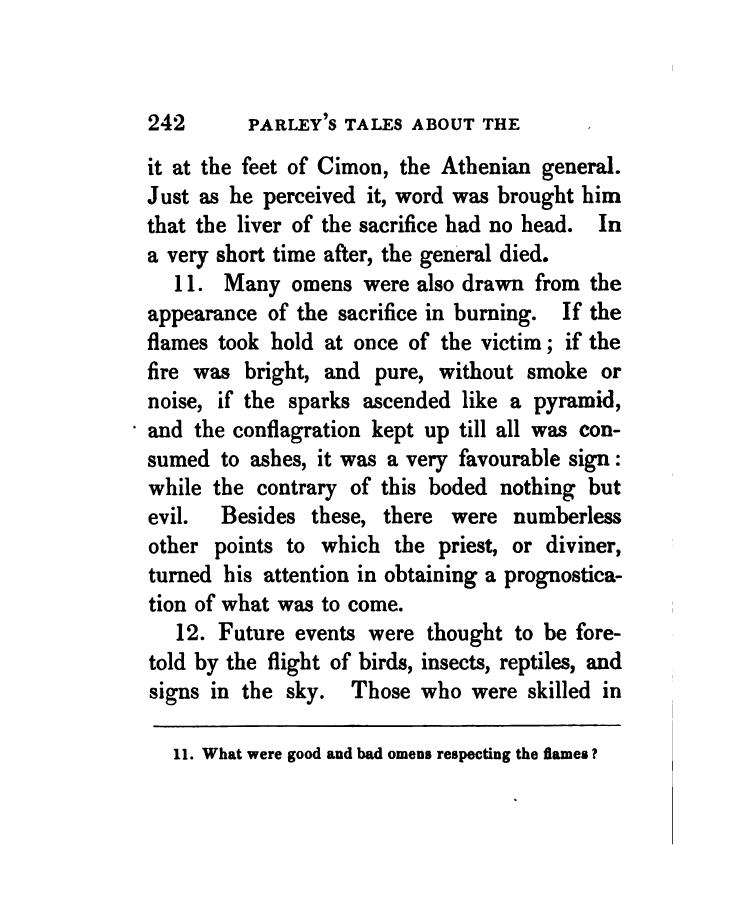 242 PARLEY'S TALES ABOUT THE
it at the feet of Cimon, the Athenian general.
Just as he perceived it, word was brought him
that the liver of the sacrifice had no head. In
a very short time after, the general died.
11. Many omens were also drawn from the
appearance of the sacrifice in burning. If the
flames took hold at once of the victim; if the
fire was bright, and pure, without smoke or
noise, if the sparks ascended like a pyramid,
and the conflagration kept up till all was con-
sumed to ashes, it was a very favourable sign:
while the contrary of this boded nothing but
evil. Besides these, there were numberless
other points to which the priest, or diviner,
turned his attention in obtaining a prognostica-
tion of what was to come.
12. Future events were thought to be fore-
told by the flight of birds, insects, reptiles, and
signs in the sky. Those who were skilled in
11. What were good and bad omens respecting the flames?